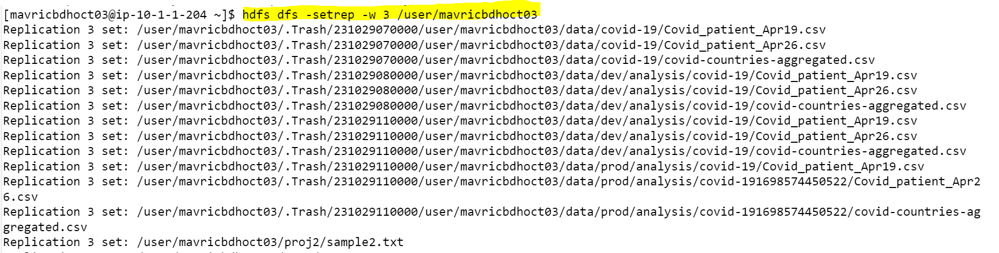 [mavricbdhoct03@ip-10-1-1-204 ~]$ hdfs dfs -setrep -w 3 /user/mavricbdhoct03
Replication 3 set: /user/mavricbdhoct03/.Trash/231029070000/user/mavricbdhoct03/data/covid-19/Covid_patient_Apr19.csv
Replication 3 set: /user/mavricbdhoct03/.Trash/231029070000/user/mavricbdhoct03/data/covid-19/Covid_patient_Apr26.csv
Replication 3 set: /user/mavricbdhoct03/.Trash/231029070000/user/mavricbdhoct03/data/covid-19/covid-countries-aggregated.csv
Replication 3 set: /user/mavricbdhoct03/.Trash/231029080000/user/mavricbdhoct03/data/dev/analysis/covid-19/Covid_patient_Apr19.csv
Replication 3 set: /user/mavricbdhoct03/.Trash/231029080000/user/mavricbdhoct03/data/dev/analysis/covid-19/Covid_patient_Apr26.csv
Replication 3 set: /user/mavricbdhoct03/.Trash/231029080000/user/mavricbdhoct03/data/dev/analysis/covid-19/covid-countries-aggregated.csv
Replication 3 set: /user/mavricbdhoct03/.Trash/231029110000/user/mavricbdhoct03/data/dev/analysis/covid-19/Covid_patient_Apr19.csv
Replication 3 set: /user/mavricbdhoct03/.Trash/231029110000/user/mavricbdhoct03/data/dev/analysis/covid-19/Covid_patient_Apr26.csv
Replication 3 set: /user/mavricbdhoct03/.Trash/231029110000/user/mavricbdhoct03/data/dev/analysis/covid-19/covid-countries-aggregated.csv
Replication 3 set: /user/mavricbdhoct03/.Trash/231029110000/user/mavricbdhoct03/data/prod/analysis/covid-19/Covid_patient_Apr19.csv
Replication 3 set: /user/mavricbdhoct03/.Trash/231029110000/user/mavricbdhoct03/data/prod/analysis/covid-191698574450522/Covid_patient_Apr2
6.csv
Replication 3 set: /user/mavricbdhoct03/.Trash/231029110000/user/mavricbdhoct03/data/prod/analysis/covid-191698574450522/covid-countries-ag
gregated.csv
Replication 3 set: /user/mavricbdhoct03/proj2/sample2.txt